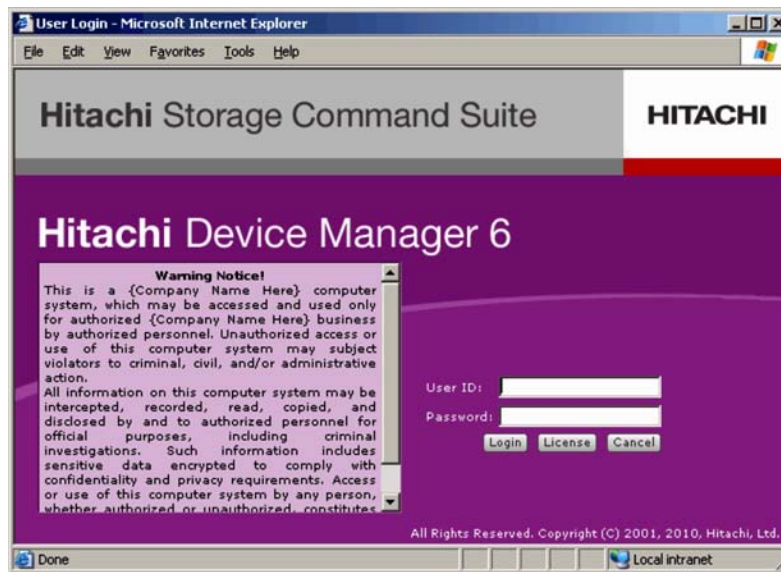 User Login - Microsoft Internet Explorer
File Edit View Favorites Tools Help
Hitachi Storage Command Suite
HITACHI
Hitachi Device Manager 6
Warning Notice!
This is a {Company Name Here} computer
system, which may be accessed and used only
for authorized {Company Name Here} business
by authorized personnel. Unauthorized access or
use of this computer system may subject
violators to criminal, civil, and/or administrative
action.
All information on this computer system may be
intercepted, recorded, read, copied, and
disclosed by and to authorized personnel for
official purposes, including criminal
investigations. Such information includes
sensitive data encrypted to comply with
confidentiality and privacy requirements. Access
or use of this computer system by any person,
whether authorized or unauthorized, constitutes
User ID:
Password:
Login License Cancel
All Rights Reserved. Copyright (C) 2001, 2010, Hitachi, Ltd.
Done
Local intranet